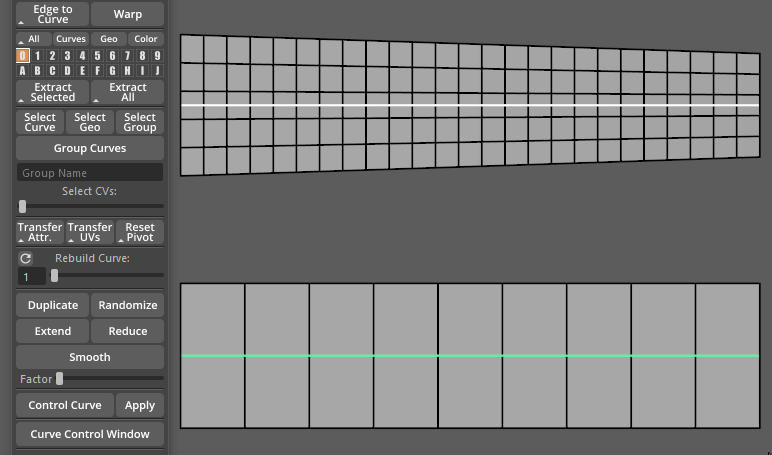 Edge to
Curve
Warp
All Curves Geo Color
0 1 2 3 4 5 6 7 8 9
A B C D E F G H I J
Extract
Selected
Extract
All
Select
Curve
Select
Geo
Select
Group
Group Curves
Group Name
Select CVs:
Transfer
Attr.
Transfer
UVs
Reset
Pivot
Rebuild Curve:
1
Duplicate Randomize
Extend Reduce
Smooth
Factor
Control Curve Apply
Curve Control Window